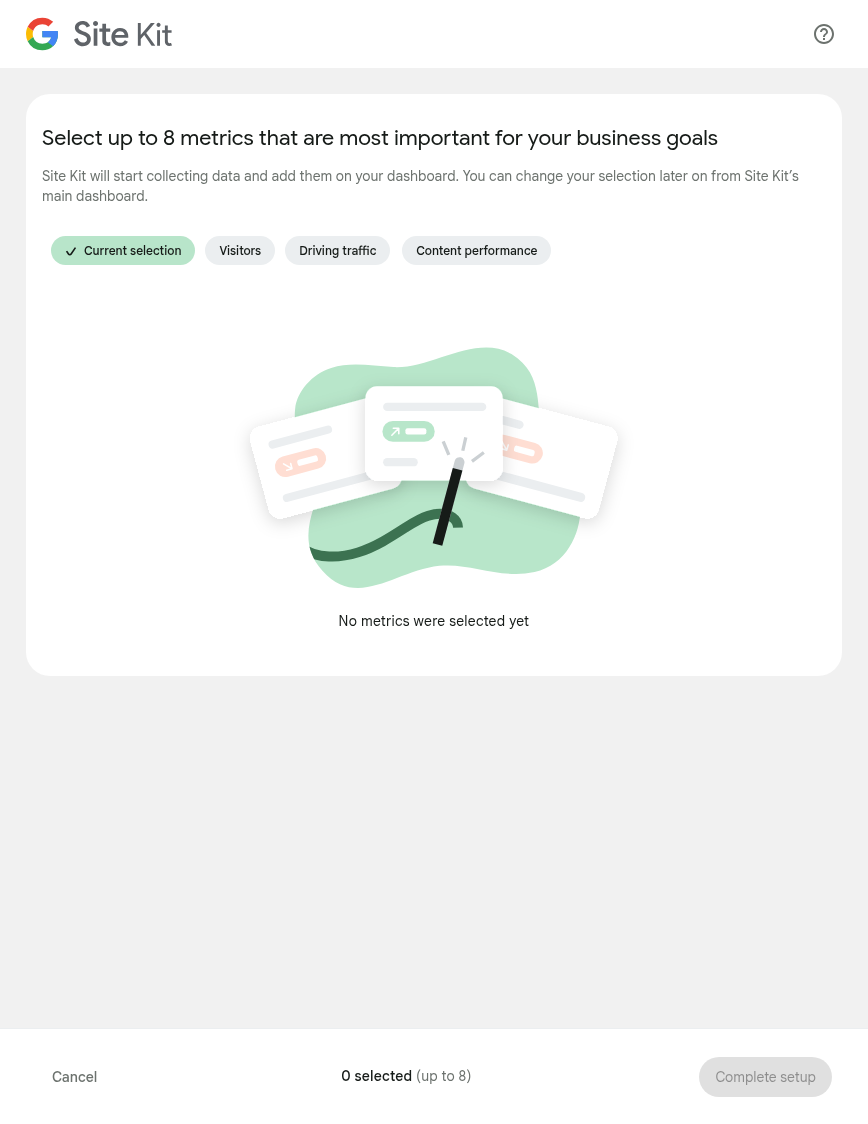 Site Kit
Select up to 8 metrics that are most important for your business goals
Site Kit will start collecting data and add them on your dashboard. You can change your selection later on from Site Kit’s
main dashboard.
Current selection
Visitors
Driving traffic
Content performance
No metrics were selected yet
Cancel
0 selected (up to 8)
Complete setup